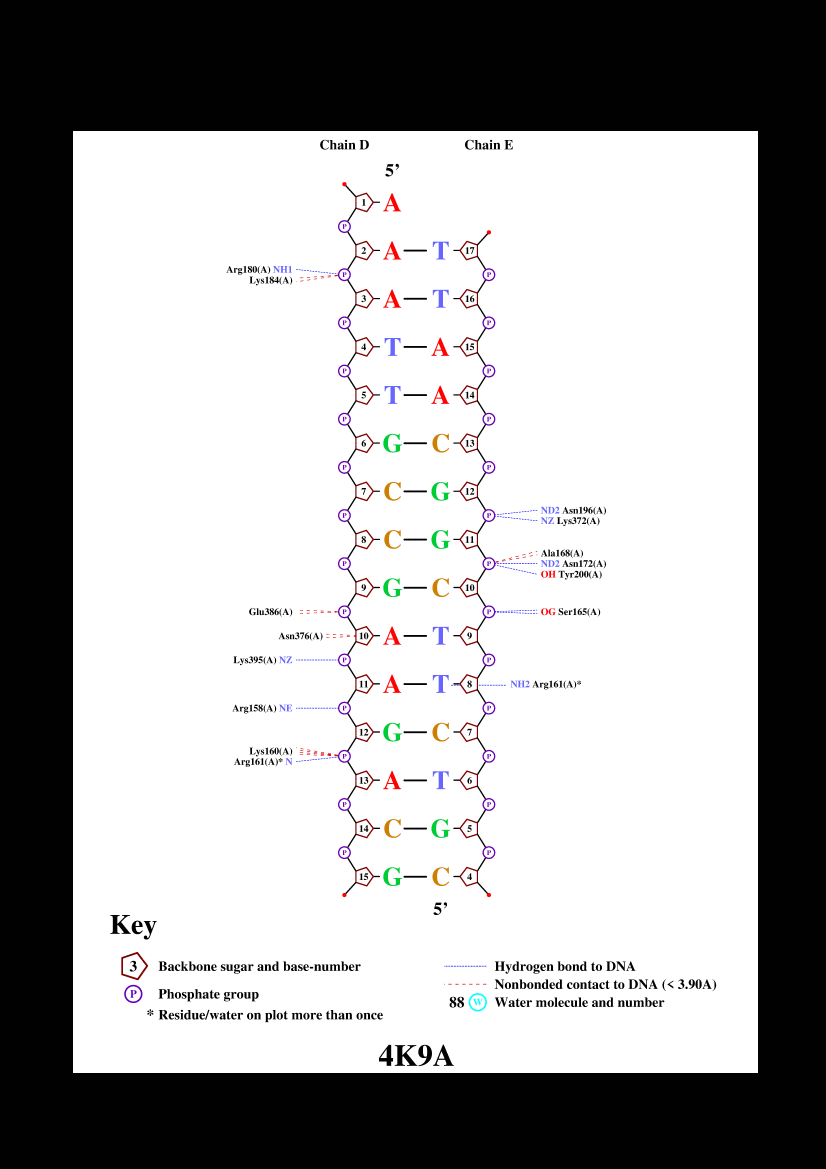 Chain D Chain E
5’
1 A
P
2 A T 17
Arg180(A) NH1 P P
Lys184(A)
3 A T 16
P P
4 T A 15
P P
5 T A 14
P P
6 G C 13
P P
7 C G 12
ND2 Asn196(A)
P P
NZ Lys372(A)
8 C G 11
Ala168(A)
P P ND2 Asn172(A)
OH Tyr200(A)
9 G C 10
Glu386(A) P P OG Ser165(A)
Asn376(A) 10 A T 9
Lys395(A) NZ P P
11 A T 8 NH2 Arg161(A)*
Arg158(A) NE P P
12 G C 7
Lys160(A)
P P
Arg161(A)* N
13 A T 6
P P
14 C G 5
P P
15 G C 4
5’
Key
3 Backbone sugar and base-number
P Phosphate group
* Residue/water on plot more than once
Hydrogen bond to DNA
Nonbonded contact to DNA (< 3.90A)
88 W Water molecule and number
4K9A